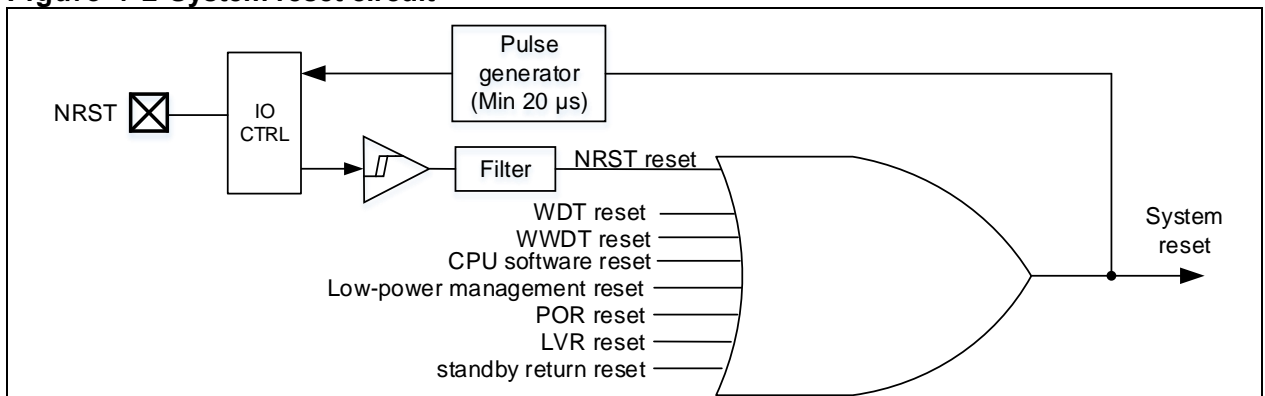 Figure 4-2 System reset circuit
Pulse
generator
(Min 20 μs)
NRST
IO
CTRL
Filter
NRST reset
WDT reset
WWDT reset
CPU software reset
Low-power management reset
POR reset
LVR reset
standby return reset
System
reset